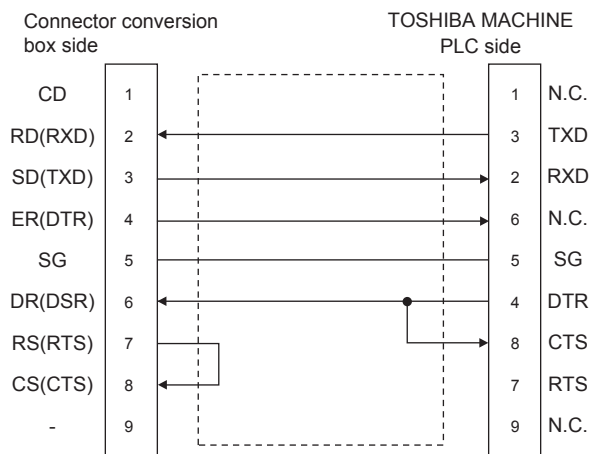 Connector conversion box side
TOSHIBA MACHINE PLC side
CD 1 1 N.C.
RD(RXD) 2 3 TXD
SD(TXD) 3 2 RXD
ER(DTR) 4 6 N.C.
SG 5 5 SG
DR(DSR) 6 4 DTR
RS(RTS) 7 8 CTS
CS(CTS) 8 7 RTS
- 9 9 N.C.